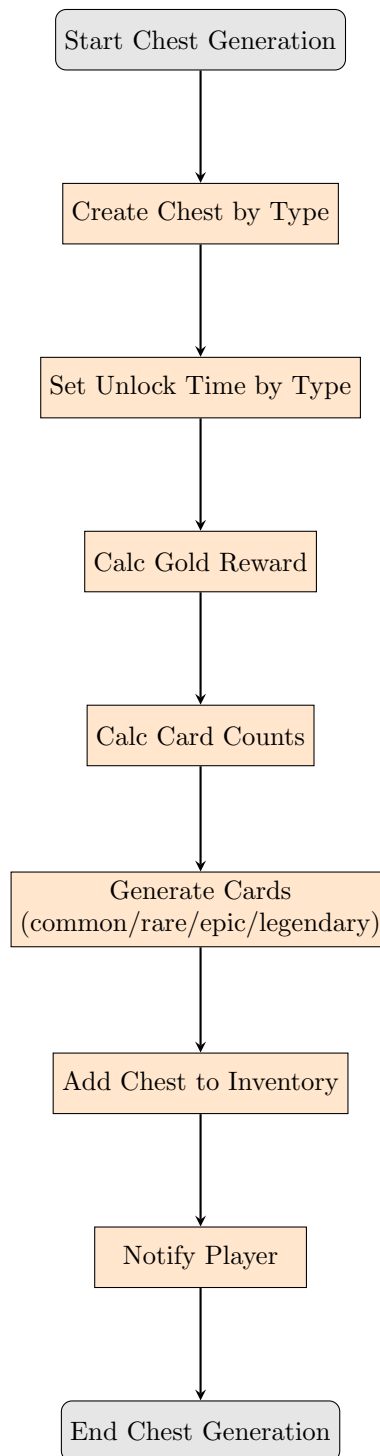 Start Chest Generation
Create Chest by Type
Set Unlock Time by Type
Calc Gold Reward
Calc Card Counts
Generate Cards
(common/rare/epic/legendary)
Add Chest to Inventory
Notify Player
End Chest Generation